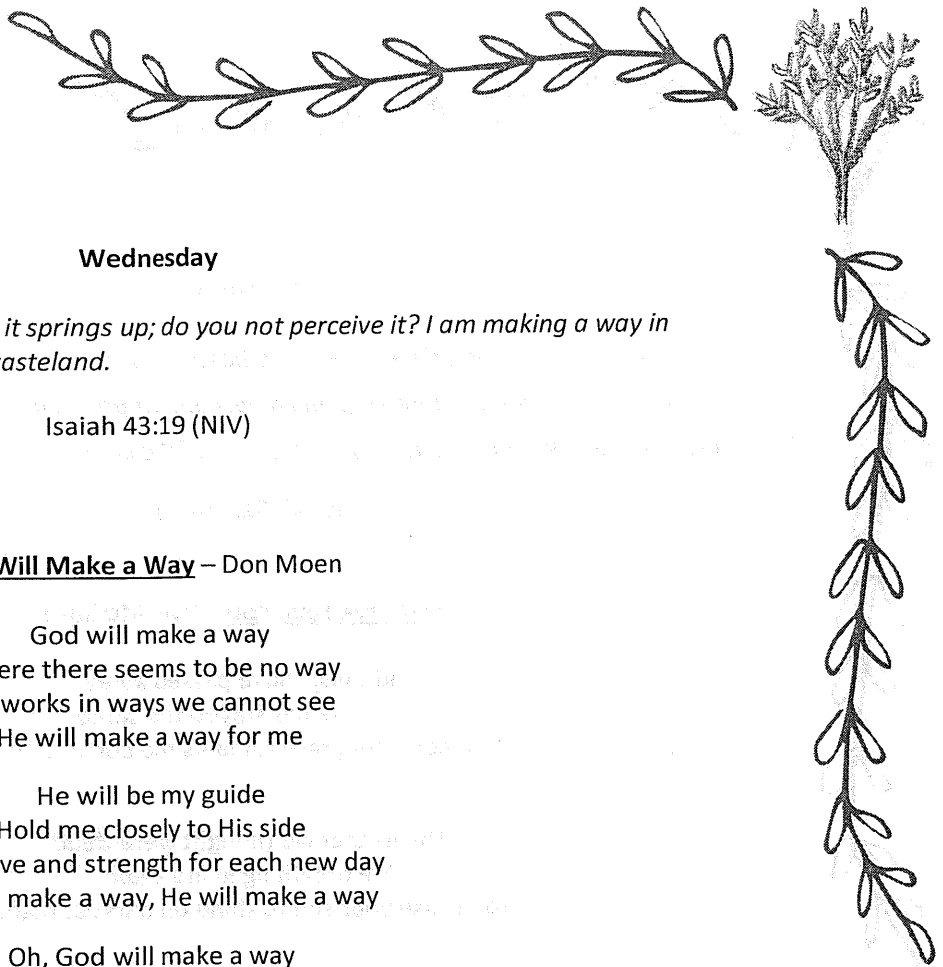 Wednesday
it springs up; do you not perceive it? I am making a way in
asteland.
Isaiah 43:19 (NIV)
Will Make a Way – Don Moen
God will make a way
ere there seems to be no way
works in ways we cannot see
He will make a way for me
He will be my guide
Hold me closely to His side
ve and strength for each new day
make a way, He will make a way
Oh, God will make a way